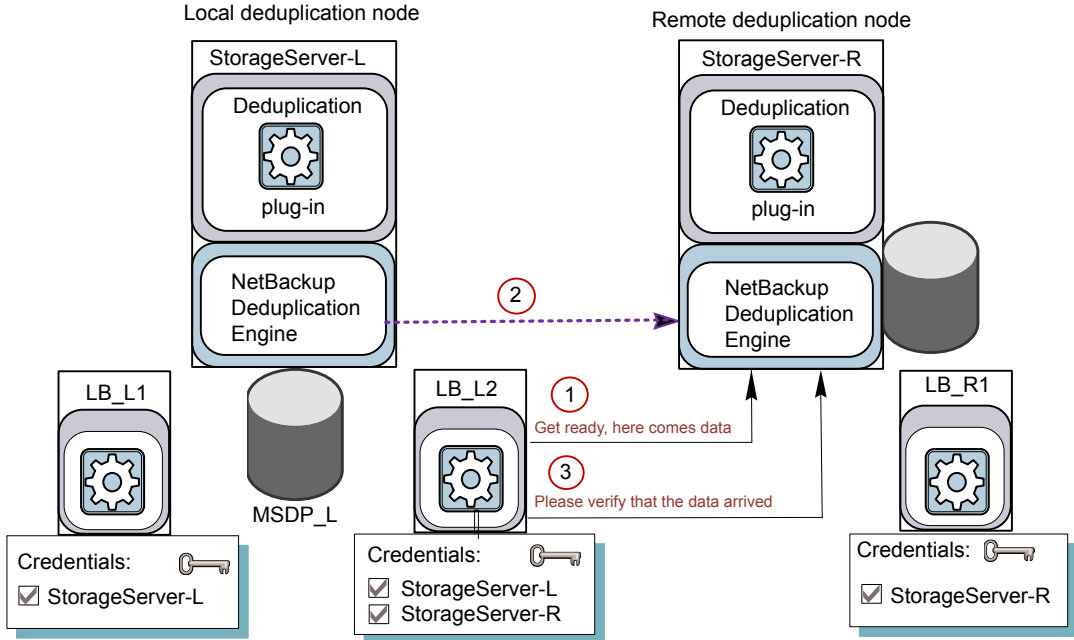 Local deduplication node
Remote deduplication node
StorageServer-L
Deduplication
plug-in
NetBackup
Deduplication
Engine
StorageServer-R
Deduplication
plug-in
NetBackup
Deduplication
Engine
2
LB_L1
MSDP_L
LB_L2
1
Get ready, here comes data
3
Please verify that the data arrived
LB_R1
Credentials:
StorageServer-L
Credentials:
StorageServer-L
StorageServer-R
Credentials:
StorageServer-R